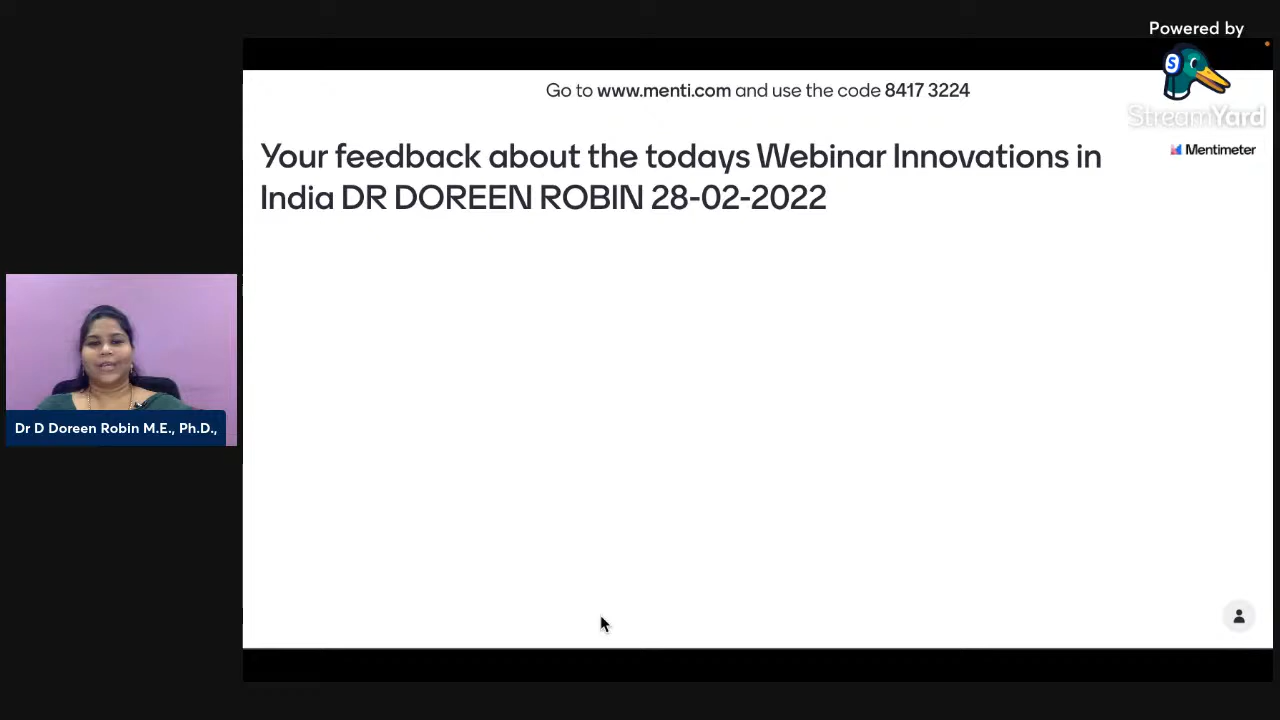 Powered by
StreamYard
Go to www.menti.com and use the code 8417 3224
Mentimeter
Your feedback about the todays Webinar Innovations in
India DR DOREEN ROBIN 28-02-2022
Dr D Doreen Robin M.E., Ph.D.,